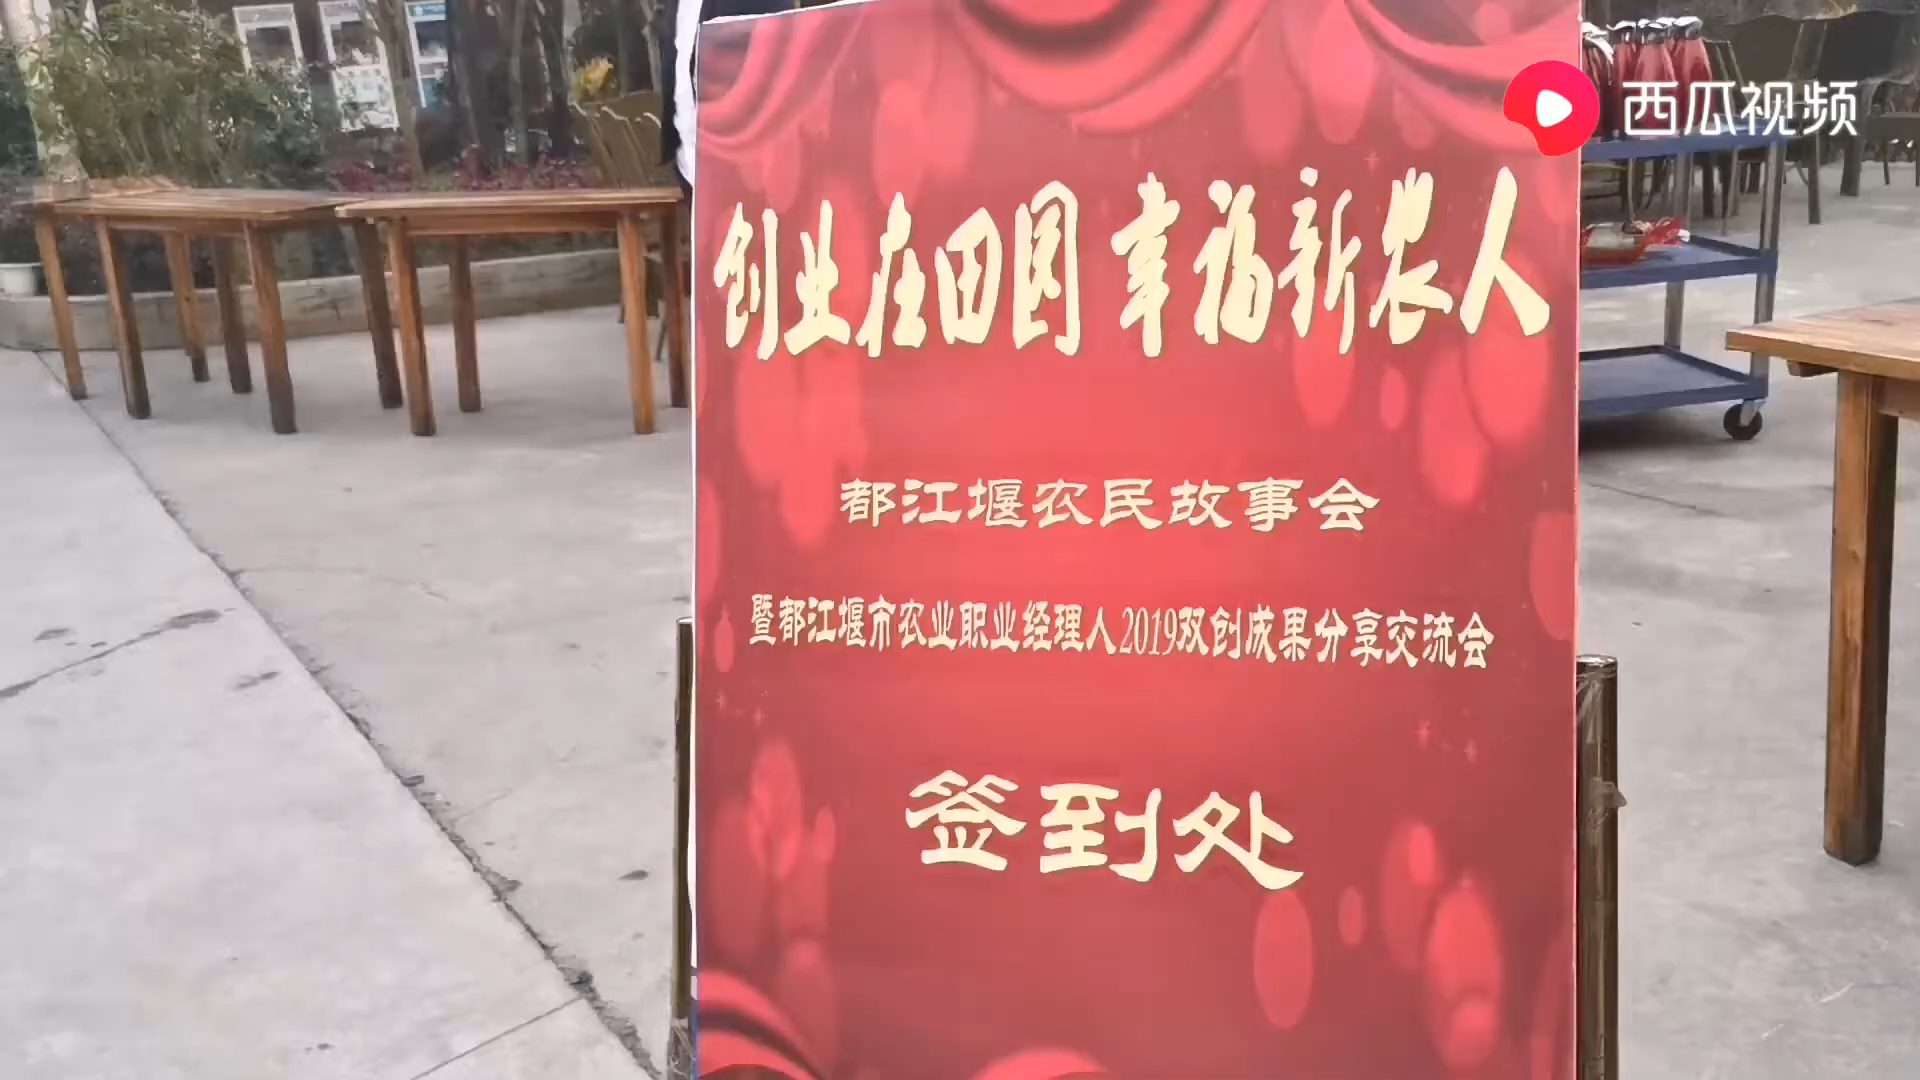 西瓜视频
创业在田园 幸福新农人
都江堰农民故事会
暨都江堰市农业职业经理人2019双创成果分享交流会
签到处